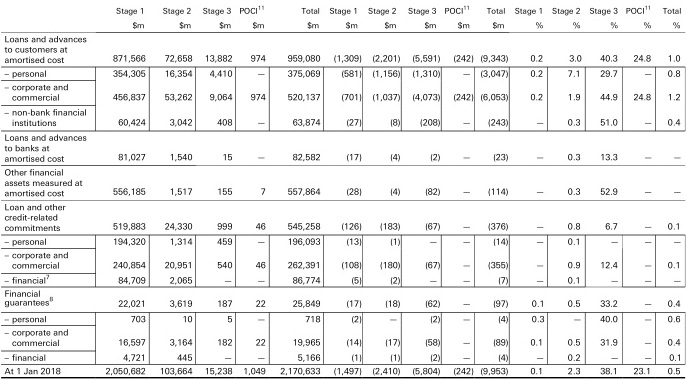 Stage 1 Stage 2 Stage 3 POCI11 Total Stage 1 Stage 2 Stage 3 POCI11 Total Stage 1 Stage 2 Stage 3 POCI11 Total
$m $m $m $m $m $m $m $m $m $m % % % % %
Loans and advances
to customers at
amortised cost 871,566 72,658 13,882 974 959,080 (1,309) (2,201) (5,591) (242) (9,343) 0.2 3.0 40.3 24.8 1.0
– personal 354,305 16,354 4,410 — 375,069 (581) (1,156) (1,310) — (3,047) 0.2 7.1 29.7 — 0.8
– corporate and
commercial 456,837 53,262 9,064 974 520,137 (701) (1,037) (4,073) (242) (6,053) 0.2 1.9 44.9 24.8 1.2
– non-bank financial
institutions 60,424 3,042 408 — 63,874 (27) (8) (208) — (243) — 0.3 51.0 — 0.4
Loans and advances
to banks at
amortised cost 81,027 1,540 15 — 82,582 (17) (4) (2) — (23) — 0.3 13.3 — —
Other financial
assets measured at
amortised cost 556,185 1,517 155 7 557,864 (28) (4) (82) — (114) — 0.3 52.9 — —
Loan and other
credit-related
commitments 519,883 24,330 999 46 545,258 (126) (183) (67) — (376) — 0.8 6.7 — 0.1
– personal 194,320 1,314 459 — 196,093 (13) (1) — — (14) — 0.1 — — —
– corporate and
commercial 240,854 20,951 540 46 262,391 (108) (180) (67) — (355) — 0.9 12.4 — 0.1
– financial7 84,709 2,065 — — 86,774 (5) (2) — — (7) — 0.1 — — —
Financial
guarantees8 22,021 3,619 187 22 25,849 (17) (18) (62) — (97) 0.1 0.5 33.2 — 0.4
– personal 703 10 5 — 718 (2) — (2) — (4) 0.3 — 40.0 — 0.6
– corporate and
commercial 16,597 3,164 182 22 19,965 (14) (17) (58) — (89) 0.1 0.5 31.9 — 0.4
– financial 4,721 445 — — 5,166 (1) (1) (2) — (4) — 0.2 — — 0.1
At 1 Jan 2018 2,050,682 103,664 15,238 1,049 2,170,633 (1,497) (2,410) (5,804) (242) (9,953) 0.1 2.3 38.1 23.1 0.5